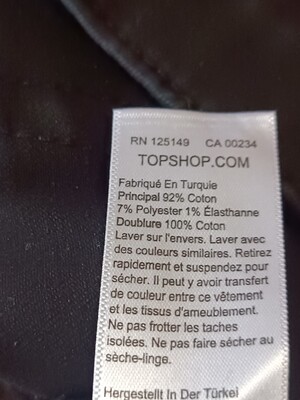 RN 125149 CA 00234
TOPSHOP.COM
Fabriqué En Turquie
Principal 92% Coton
7% Polyester 1% Élasthanne
Doublure 100% Coton
Laver sur l'envers. Laver avec
des couleurs similaires. Retirez
rapidement et suspendez pour
sécher. Il peut y avoir transfert
de couleur entre ce vêtement
et les tissus d'ameublement.
Ne pas frotter les taches
isolées. Ne pas faire sécher au
sèche-linge.
Hergestellt In Der Türkei